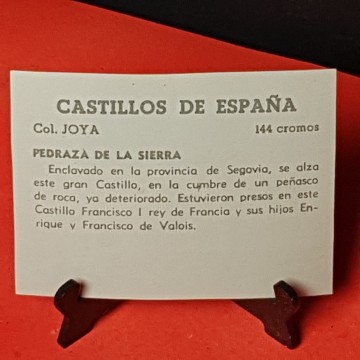 CASTILLOS DE ESPAÑA
Col. JOYA 144 cromos
PEDRAZA DE LA SIERRA
Enclavado en la provincia de Segovia, se alza
este gran Castillo, en la cumbre de un peñasco
de roca, ya deteriorado. Estuvieron presos en este
Castillo Francisco I rey de Francia y sus hijos En-
rique y Francisco de Valois.